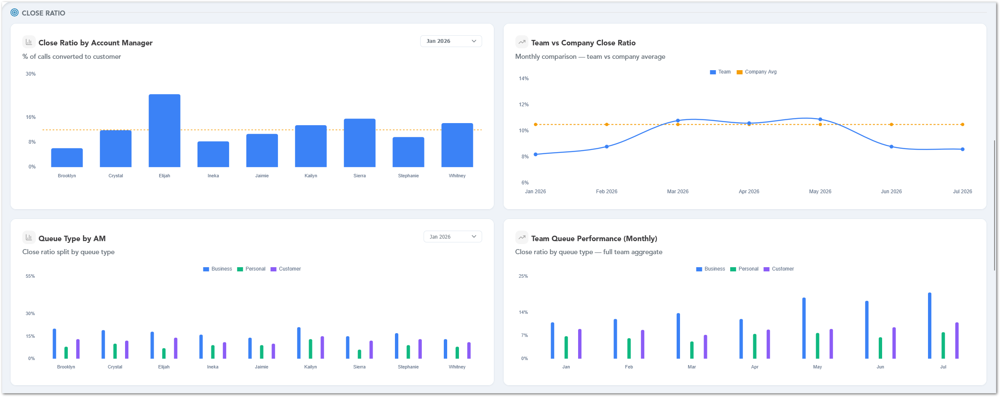 CLOSE RATIO
Close Ratio by Account Manager
Jan 2026
% of calls converted to customer
30%
16%
8%
0%
Brooklyn Crystal Elijah Ineka Jaimie Kailyn Sierra Stephanie Whitney
Team vs Company Close Ratio
Monthly comparison — team vs company average
Team Company Avg
14%
12%
10%
8%
6%
Jan 2026 Feb 2026 Mar 2026 Apr 2026 May 2026 Jun 2026 Jul 2026
Queue Type by AM
Jan 2026
Close ratio split by queue type
Business Personal Customer
55%
30%
15%
0%
Brooklyn Crystal Elijah Ineka Jaimie Kailyn Sierra Stephanie Whitney
Team Queue Performance (Monthly)
Close ratio by queue type — full team aggregate
Business Personal Customer
25%
14%
7%
0%
Jan Feb Mar Apr May Jun Jul